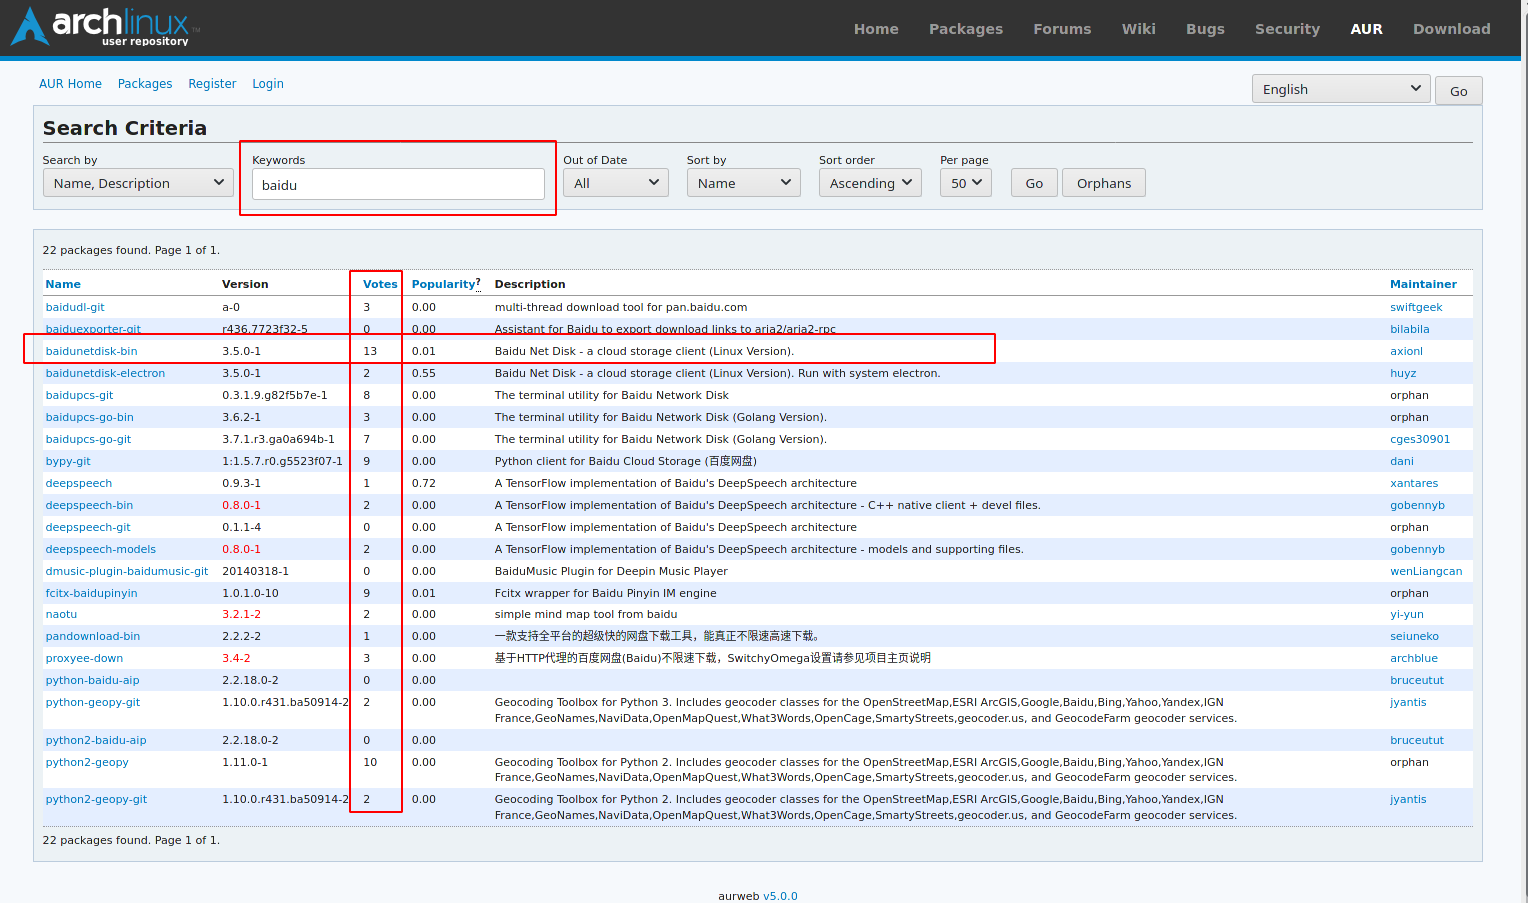 archlinux™
user repository
Home Packages Forums Wiki Bugs Security AUR Download
AUR Home Packages Register Login
English Go
Search Criteria
Search by Keywords Out of Date Sort by Sort order Per page
Name, Description baidu All Name Ascending 50 Go Orphans
22 packages found. Page 1 of 1.
Name Version Votes Popularity? Description Maintainer
baidudl-git a-0 3 0.00 multi-thread download tool for pan.baidu.com swiftgeek
baiduexporter-git r436.7723f32-5 0 0.00 Assistant for Baidu to export download links to aria2/aria2-rpc bilabila
baidunetdisk-bin 3.5.0-1 13 0.01 Baidu Net Disk - a cloud storage client (Linux Version). axionl
baidunetdisk-electron 3.5.0-1 2 0.55 Baidu Net Disk - a cloud storage client (Linux Version). Run with system electron. huyz
baidupcs-git 0.3.1.9.g82f5b7e-1 8 0.00 The terminal utility for Baidu Network Disk orphan
baidupcs-go-bin 3.6.2-1 3 0.00 The terminal utility for Baidu Network Disk (Golang Version). orphan
baidupcs-go-git 3.7.1.r3.ga0a694b-1 7 0.00 The terminal utility for Baidu Network Disk (Golang Version). cges30901
bypy-git 1:1.5.7.r0.g5523f07-1 9 0.00 Python client for Baidu Cloud Storage (百度网盘) dani
deepspeech 0.9.3-1 1 0.72 A TensorFlow implementation of Baidu's DeepSpeech architecture xantares
deepspeech-bin 0.8.0-1 2 0.00 A TensorFlow implementation of Baidu's DeepSpeech architecture - C++ native client + devel files. gobennyb
deepspeech-git 0.1.1-4 0 0.00 A TensorFlow implementation of Baidu's DeepSpeech architecture orphan
deepspeech-models 0.8.0-1 2 0.00 A TensorFlow implementation of Baidu's DeepSpeech architecture - models and supporting files. gobennyb
dmusic-plugin-baidumusic-git 20140318-1 0 0.00 BaiduMusic Plugin for Deepin Music Player wenLiangcan
fcitx-baidupinyin 1.0.1.0-10 9 0.01 Fcitx wrapper for Baidu Pinyin IM engine orphan
naotu 3.2.1-2 2 0.00 simple mind map tool from baidu yi-yun
pandownload-bin 2.2.2-2 1 0.00 一款支持全平台的超级快的网盘下载工具，能真正不限速高速下载。 seiuneko
proxyee-down 3.4-2 3 0.00 基于HTTP代理的百度网盘(Baidu)不限速下载，SwitchyOmega设置请参见项目主页说明 archblue
python-baidu-aip 2.2.18.0-2 0 0.00 bruceutut
python-geopy-git 1.10.0.r431.ba50914-2 2 0.00 Geocoding Toolbox for Python 3. Includes geocoder classes for the OpenStreetMap,ESRI ArcGIS,Google,Baidu,Bing,Yahoo,Yandex,IGN jyantis
France,GeoNames,NaviData,OpenMapQuest,What3Words,OpenCage,SmartyStreets,geocoder.us, and GeocodeFarm geocoder services.
python2-baidu-aip 2.2.18.0-2 0 0.00 bruceutut
python2-geopy 1.11.0-1 10 0.00 Geocoding Toolbox for Python 2. Includes geocoder classes for the OpenStreetMap,ESRI ArcGIS,Google,Baidu,Bing,Yahoo,Yandex,IGN orphan
France,GeoNames,NaviData,OpenMapQuest,What3Words,OpenCage,SmartyStreets,geocoder.us, and GeocodeFarm geocoder services.
python2-geopy-git 1.10.0.r431.ba50914-2 2 0.00 Geocoding Toolbox for Python 2. Includes geocoder classes for the OpenStreetMap,ESRI ArcGIS,Google,Baidu,Bing,Yahoo,Yandex,IGN jyantis
France,GeoNames,NaviData,OpenMapQuest,What3Words,OpenCage,SmartyStreets,geocoder.us, and GeocodeFarm geocoder services.
22 packages found. Page 1 of 1.
aurweb v5.0.0